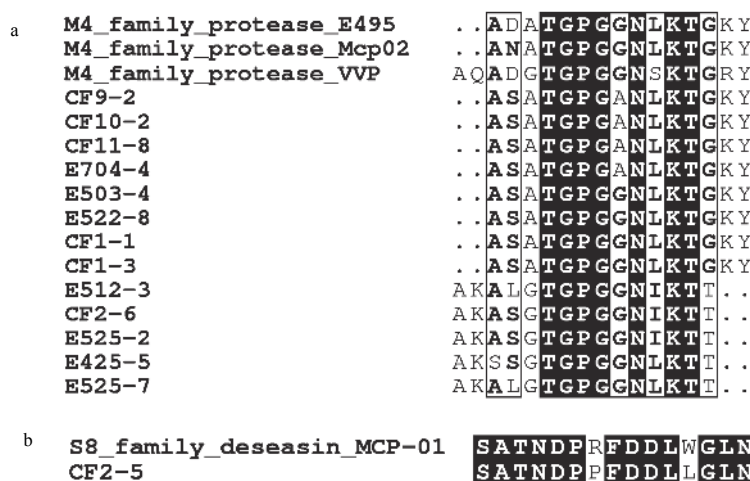 a
M4_family_protease_E495 ..ADATGPGGNLKTGKY
M4_family_protease_Mcp02 ..ANATGPGGNLKTGKY
M4_family_protease_VVP AQADGTGPGGNSKTGRY
CF9-2 ..ASATGPGANLKTGKY
CF10-2 ..ASATGPGANLKTGKY
CF11-8 ..ASATGPGANLKTGKY
E704-4 ..ASATGPGANLKTGKY
E503-4 ..ASATGPGGNLKTGKY
E522-8 ..ASATGPGGNLKTGKY
CF1-1 ..ASATGPGGNLKTGKY
CF1-3 ..ASATGPGGNLKTGKY
E512-3 AKALGTGPGGNIKTT..
CF2-6 AKASGTGPGGNIKTT..
E525-2 AKASGTGPGGNIKTT..
E425-5 AKSSGTGPGGNLKTT..
E525-7 AKALGTGPGGNLKTT..
b
S8_family_deseasin_MCP-01 SATNDPRFDDLWGLN
CF2-5 SATNDPPFDDLLGLN